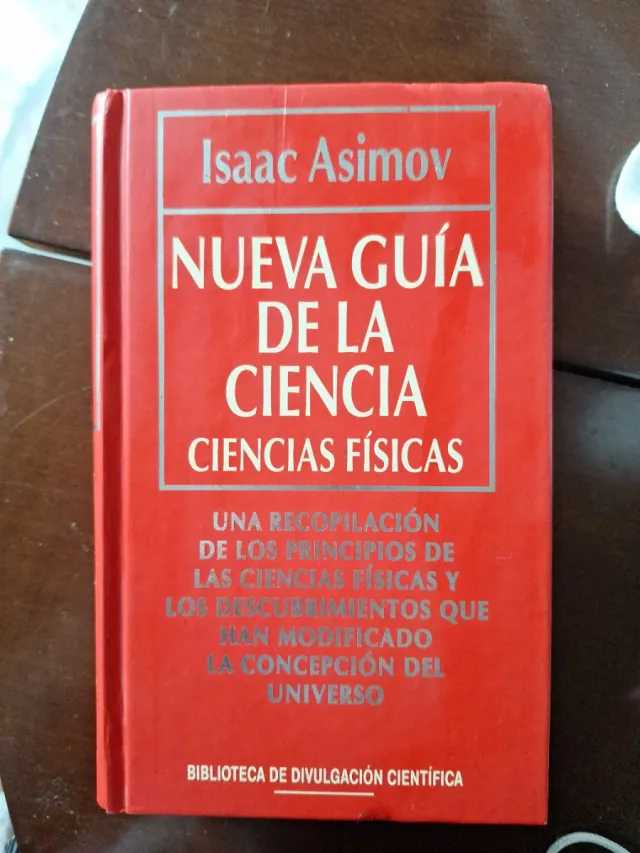 Isaac Asimov
NUEVA GUÍA
DE LA
CIENCIA
CIENCIAS FÍSICAS
UNA RECOPILACIÓN
DE LOS PRINCIPIOS DE
LAS CIENCIAS FÍSICAS Y
LOS DESCUBRIMIENTOS QUE
HAN MODIFICADO
LA CONCEPCIÓN DEL
UNIVERSO
BIBLIOTECA DE DIVULGACIÓN CIENTÍFICA